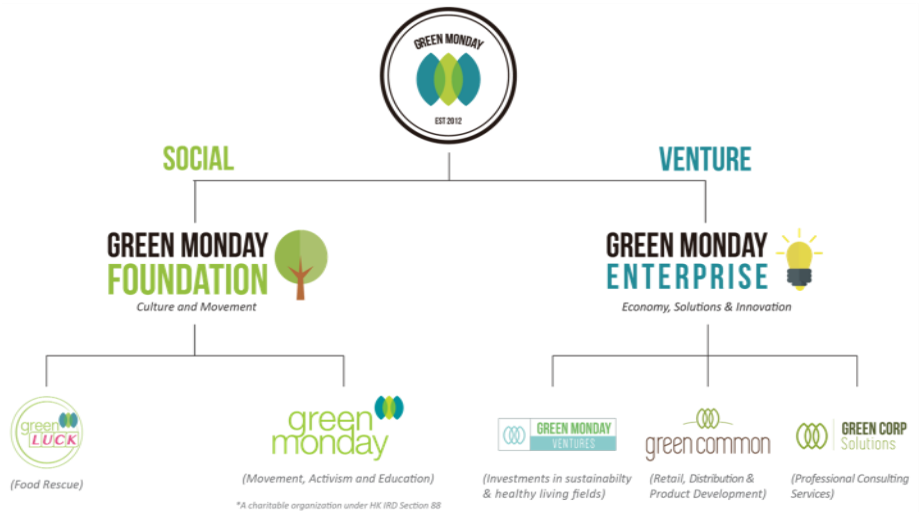 GREEN MONDAY
EST 2012
SOCIAL
VENTURE
GREEN MONDAY
FOUNDATION
Culture and Movement
GREEN MONDAY
ENTERPRISE
Economy, Solutions & Innovation
green
LUCK
(Food Rescue)
green
monday
(Movement, Activism and Education)
*A charitable organization under HK IRD Section 88
GREEN MONDAY
VENTURES
(Investments in sustainabilty
& healthy living fields)
green common
(Retail, Distribution &
Product Development)
GREEN CORP
Solutions
(Professional Consulting
Services)